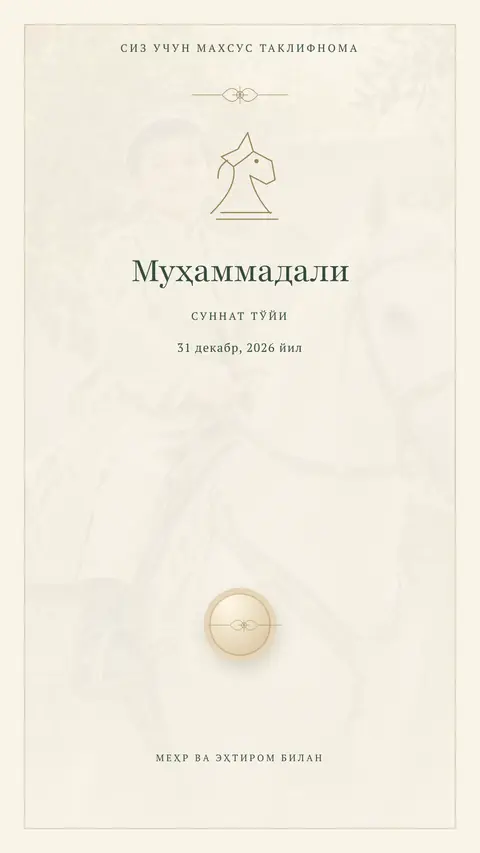 СИЗ УЧУН МАХСУС ТАКЛИФНОМА
Муҳаммадали
СУННАТ ТЎЙИ
31 декабр, 2026 йил
МЕҲР ВА ЭҲТИРОМ БИЛАН